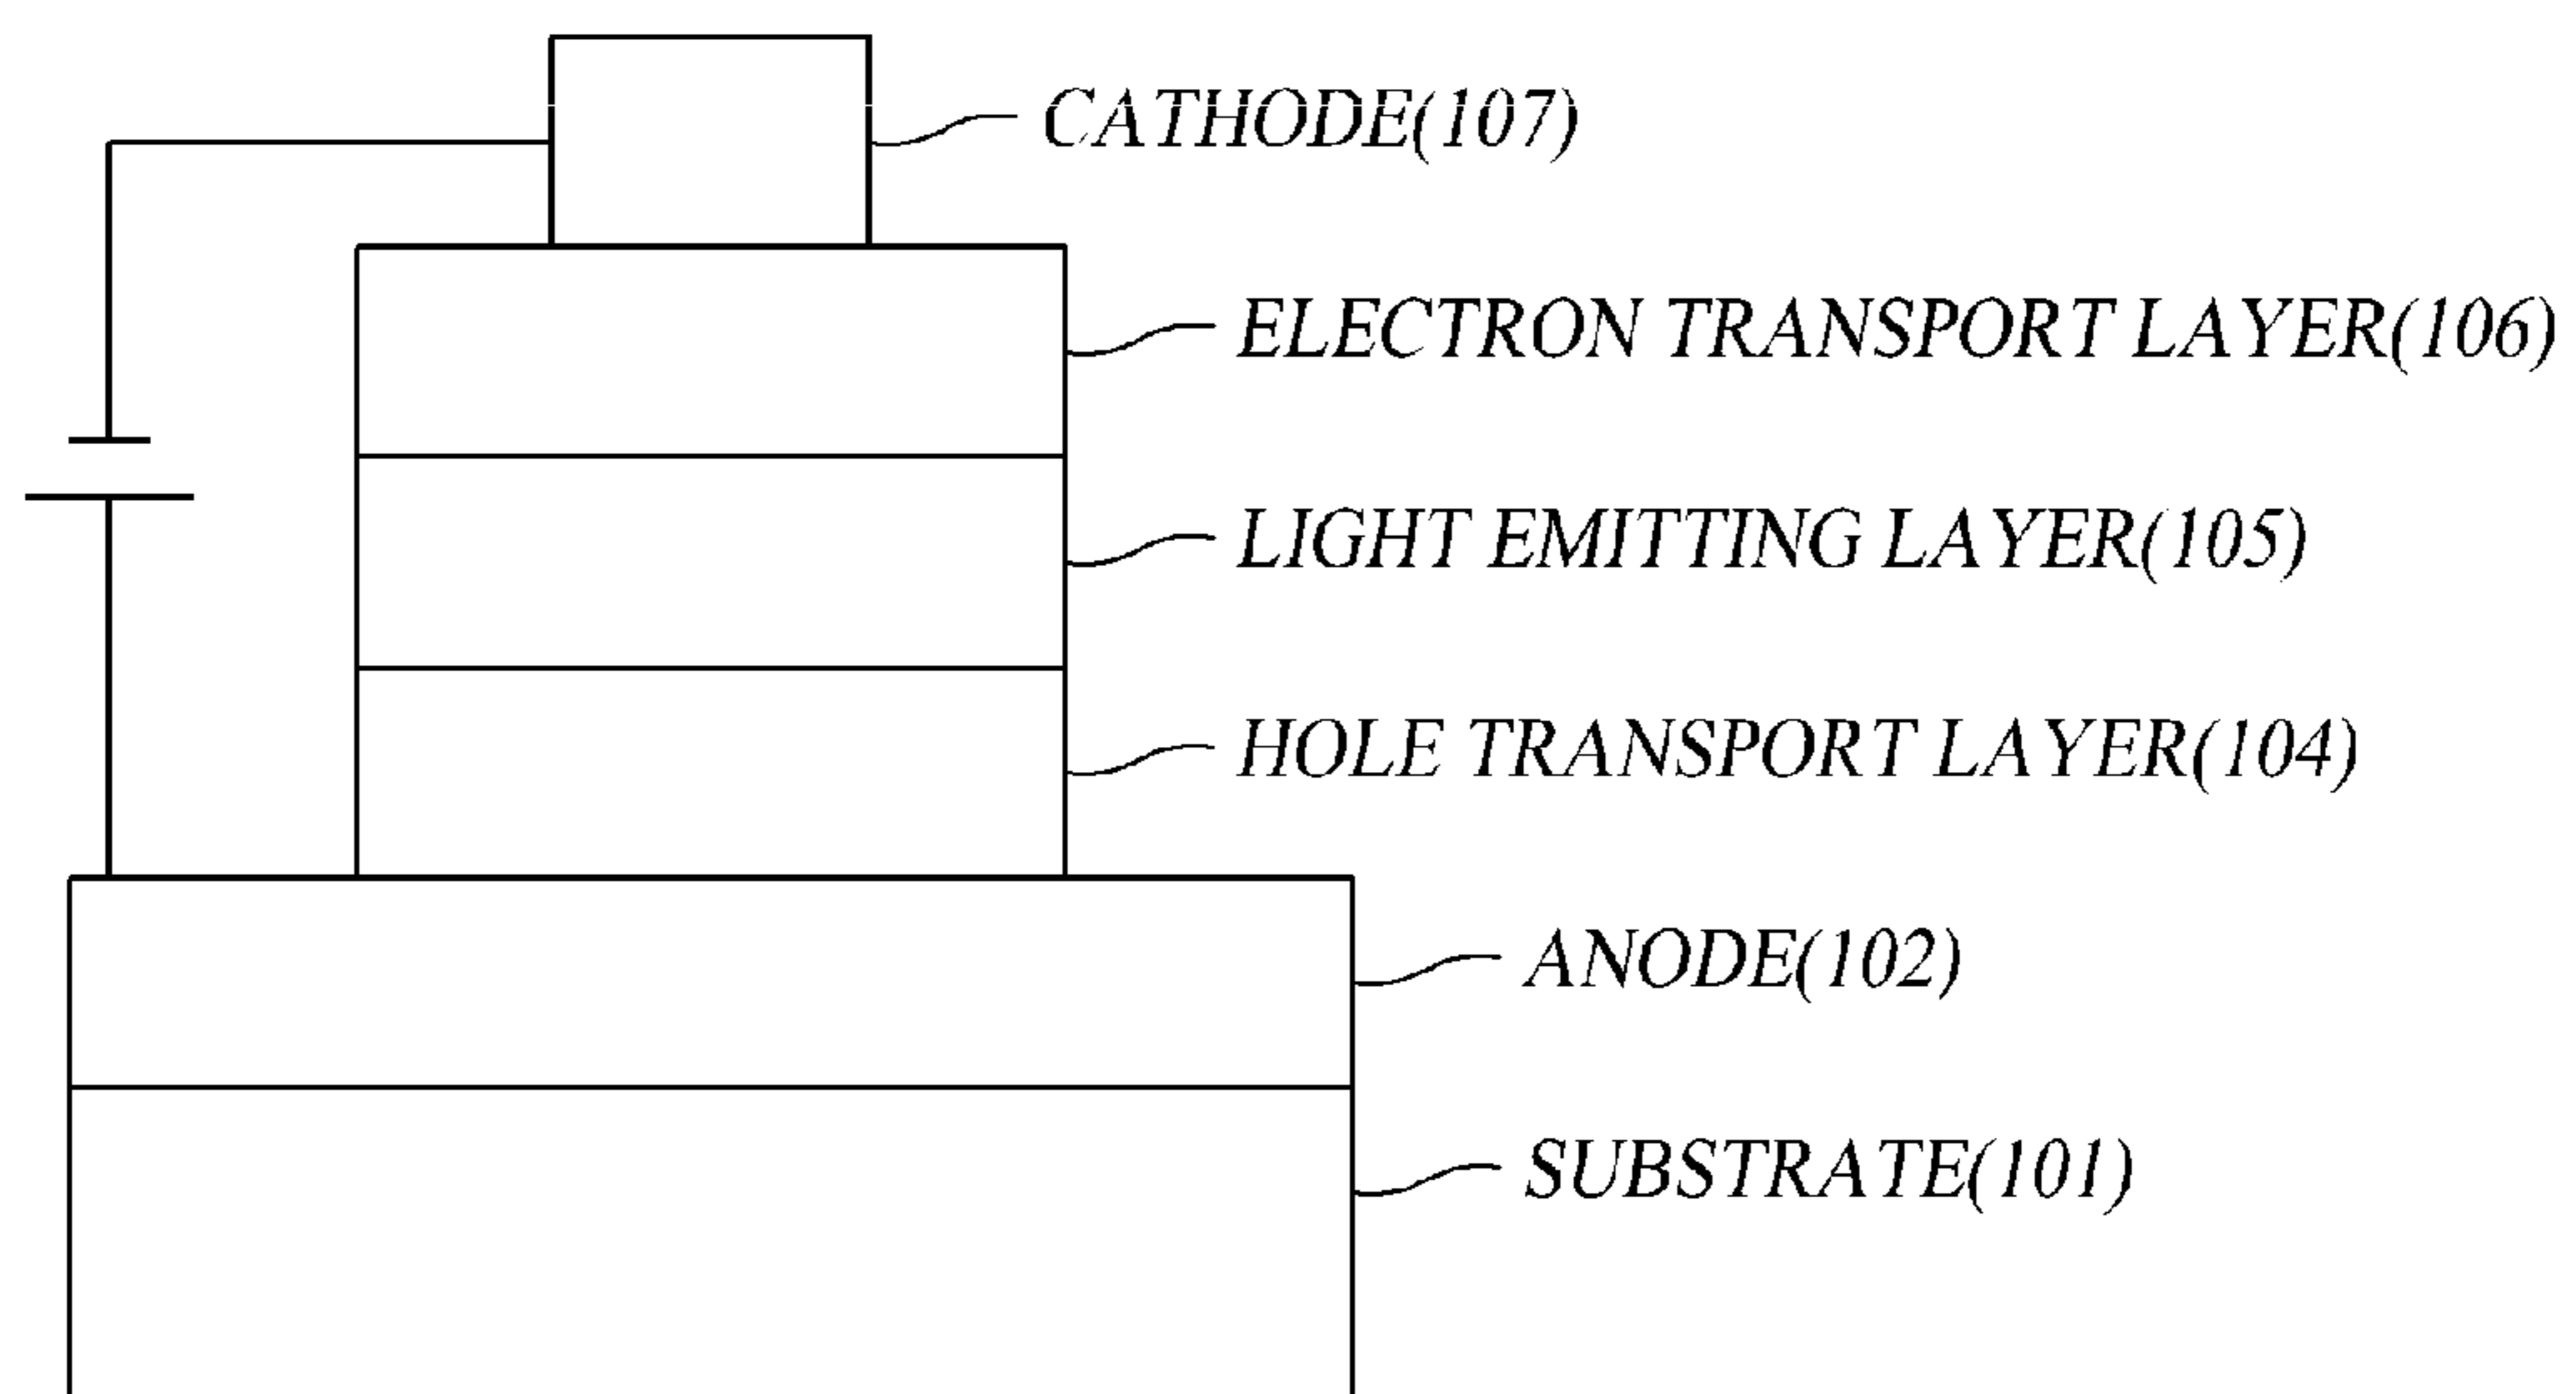 CATHODE(107)
ELECTRON TRANSPORT LAYER(106)
LIGHT EMITTING LAYER(105)
HOLE TRANSPORT LAYER(104)
ANODE(102)
SUBSTRATE(101)